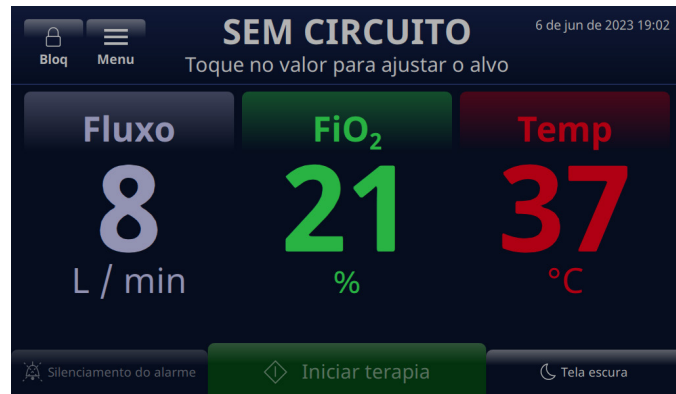 SEM CIRCUITO
6 de jun de 2023 19:02
Bloq
Menu
Toque no valor para ajustar o alvo
Fluxo
FiO₂
Temp
8
21
37
L / min
%
°C
Silenciamento do alarme
Iniciar terapia
Tela escura